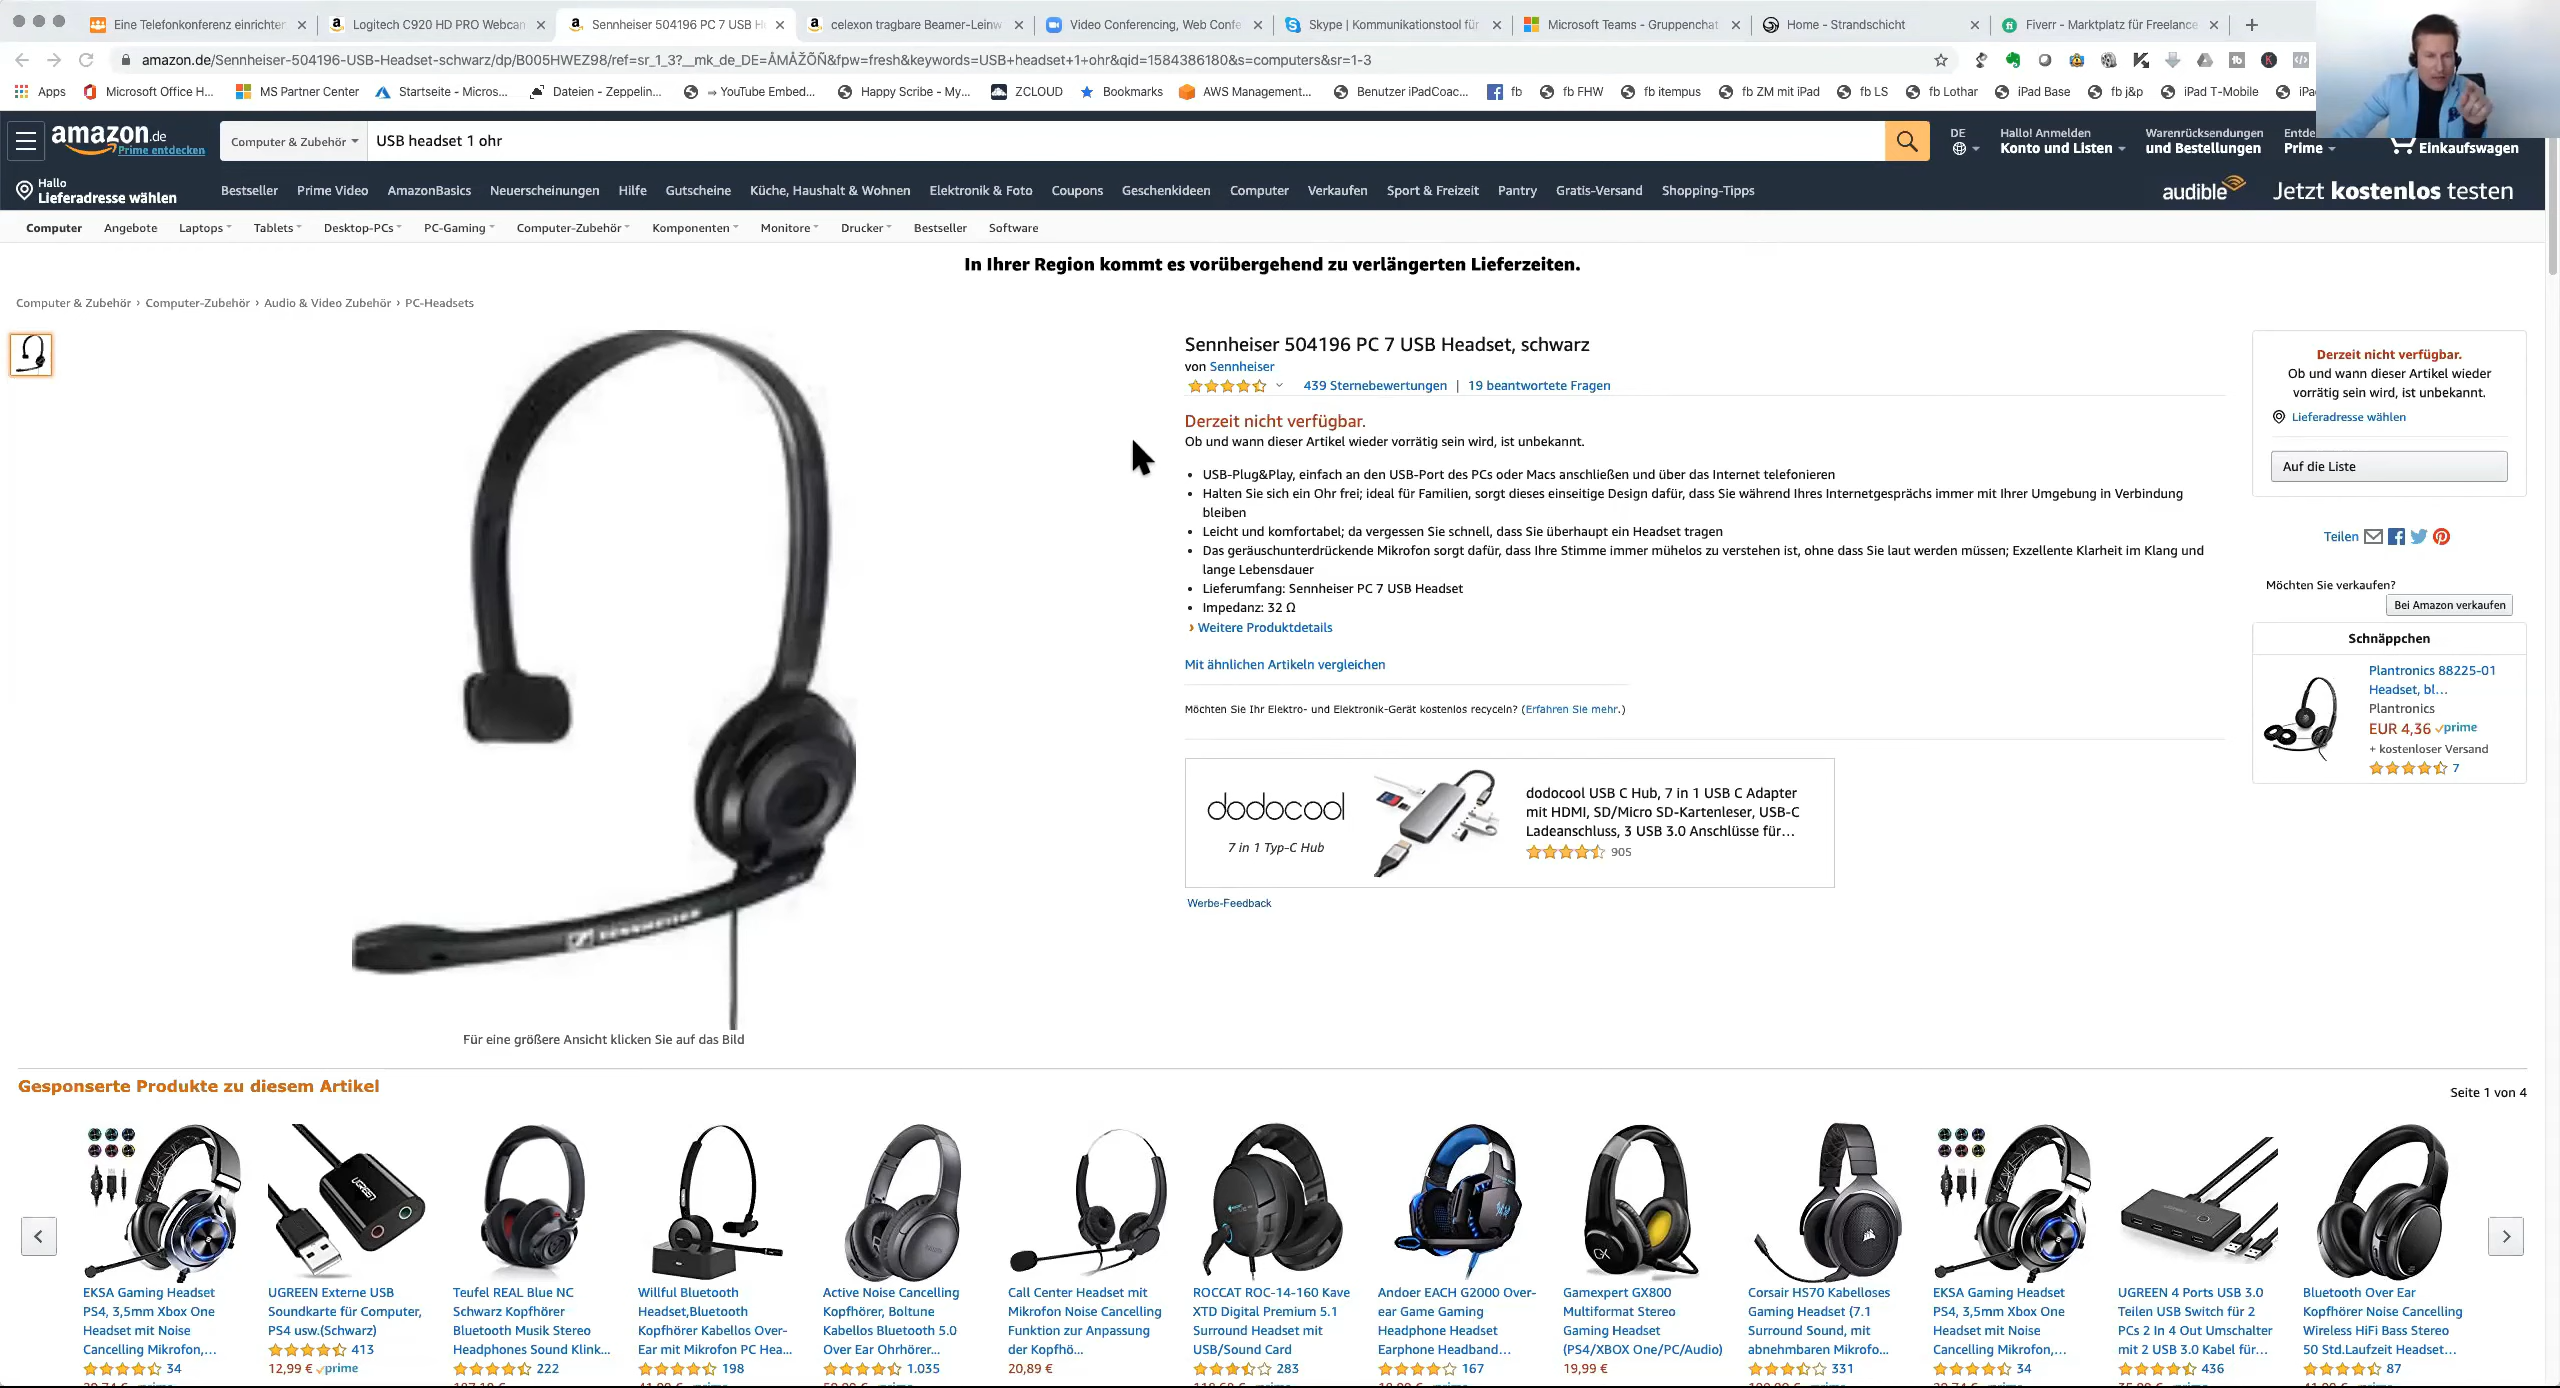 Eine Telefonkonferenz einrichten
Logitech C920 HD PRO Webcam
Sennheiser 504196 PC 7 USB H
celexon tragbare Beamer-Leinw
Video Conferencing, Web Confe
Skype | Kommunikationstool für
Microsoft Teams - Gruppenchat
Home - Strandschicht
Fiverr - Marktplatz für Freelance
amazon.de/Sennheiser-504196-USB-Headset-schwarz/dp/B005HWEZ98/ref=sr_1_3?__mk_de_DE=ÅMÅŽÕÑ&fpw=fresh&keywords=USB+headset+1+ohr&qid=1584386180&s=computers&sr=1-3
Apps
Microsoft Office H...
MS Partner Center
Startseite - Micros...
Dateien - Zeppelin...
⇒ YouTube Embed...
Happy Scribe - My...
ZCLOUD
Bookmarks
AWS Management...
Benutzer iPadCoac...
fb
fb FHW
fb itempus
fb ZM mit iPad
fb LS
fb Lothar
iPad Base
fb j&p
iPad T-Mobile
amazon.de
Prime entdecken
Computer & Zubehör
USB headset 1 ohr
DE
Hallo! Anmelden
Konto und Listen
Warenrücksendungen
und Bestellungen
Entde
Prime
Einkaufswagen
Hallo
Lieferadresse wählen
Bestseller
Prime Video
AmazonBasics
Neuerscheinungen
Hilfe
Gutscheine
Küche, Haushalt & Wohnen
Elektronik & Foto
Coupons
Geschenkideen
Computer
Verkaufen
Sport & Freizeit
Pantry
Gratis-Versand
Shopping-Tipps
audible
Jetzt kostenlos testen
Computer
Angebote
Laptops
Tablets
Desktop-PCs
PC-Gaming
Computer-Zubehör
Komponenten
Monitore
Drucker
Bestseller
Software
In Ihrer Region kommt es vorübergehend zu verlängerten Lieferzeiten.
Computer & Zubehör › Computer-Zubehör › Audio & Video Zubehör › PC-Headsets
SENNHEISER
Für eine größere Ansicht klicken Sie auf das Bild
Sennheiser 504196 PC 7 USB Headset, schwarz
von Sennheiser
439 Sternebewertungen | 19 beantwortete Fragen
Derzeit nicht verfügbar.
Ob und wann dieser Artikel wieder vorrätig sein wird, ist unbekannt.
• USB-Plug&Play, einfach an den USB-Port des PCs oder Macs anschließen und über das Internet telefonieren
• Halten Sie sich ein Ohr frei; ideal für Familien, sorgt dieses einseitige Design dafür, dass Sie während Ihres Internetgesprächs immer mit Ihrer Umgebung in Verbindung
bleiben
• Leicht und komfortabel; da vergessen Sie schnell, dass Sie überhaupt ein Headset tragen
• Das geräuschunterdrückende Mikrofon sorgt dafür, dass Ihre Stimme immer mühelos zu verstehen ist, ohne dass Sie laut werden müssen; Exzellente Klarheit im Klang und
lange Lebensdauer
• Lieferumfang: Sennheiser PC 7 USB Headset
• Impedanz: 32 Ω
› Weitere Produktdetails
Mit ähnlichen Artikeln vergleichen
Möchten Sie Ihr Elektro- und Elektronik-Gerät kostenlos recyceln? (Erfahren Sie mehr.)
dodocool
7 in 1 Typ-C Hub
dodocool USB C Hub, 7 in 1 USB C Adapter
mit HDMI, SD/Micro SD-Kartenleser, USB-C
Ladeanschluss, 3 USB 3.0 Anschlüsse für...
905
Werbe-Feedback
Derzeit nicht verfügbar.
Ob und wann dieser Artikel wieder
vorrätig sein wird, ist unbekannt.
Lieferadresse wählen
Auf die Liste
Teilen
Möchten Sie verkaufen?
Bei Amazon verkaufen
Schnäppchen
Plantronics 88225-01
Headset, bl...
Plantronics
EUR 4,36 prime
+ kostenloser Versand
7
Gesponserte Produkte zu diesem Artikel
Seite 1 von 4
EKSA Gaming Headset
PS4, 3,5mm Xbox One
Headset mit Noise
Cancelling Mikrofon,...
34
UGREEN Externe USB
Soundkarte für Computer,
PS4 usw.(Schwarz)
413
12,99 € prime
Teufel REAL Blue NC
Schwarz Kopfhörer
Bluetooth Musik Stereo
Headphones Sound Klink...
222
Willful Bluetooth
Headset,Bluetooth
Kopfhörer Kabellos Over-
Ear mit Mikrofon PC Hea...
198
Active Noise Cancelling
Kopfhörer, Boltune
Kabellos Bluetooth 5.0
Over Ear Ohrhörer...
1.035
Call Center Headset mit
Mikrofon Noise Cancelling
Funktion zur Anpassung
der Kopfhö...
20,89 €
ROCCAT ROC-14-160 Kave
XTD Digital Premium 5.1
Surround Headset mit
USB/Sound Card
283
Andoer EACH G2000 Over-
ear Game Gaming
Headphone Headset
Earphone Headband...
167
Gamexpert GX800
Multiformat Stereo
Gaming Headset
(PS4/XBOX One/PC/Audio)
19,99 €
Corsair HS70 Kabelloses
Gaming Headset (7.1
Surround Sound, mit
abnehmbaren Mikrofo...
331
EKSA Gaming Headset
PS4, 3,5mm Xbox One
Headset mit Noise
Cancelling Mikrofon,...
34
UGREEN 4 Ports USB 3.0
Teilen USB Switch für 2
PCs 2 In 4 Out Umschalter
mit 2 USB 3.0 Kabel für...
436
Bluetooth Over Ear
Kopfhörer Noise Cancelling
Wireless HiFi Bass Stereo
50 Std.Laufzeit Headset...
87